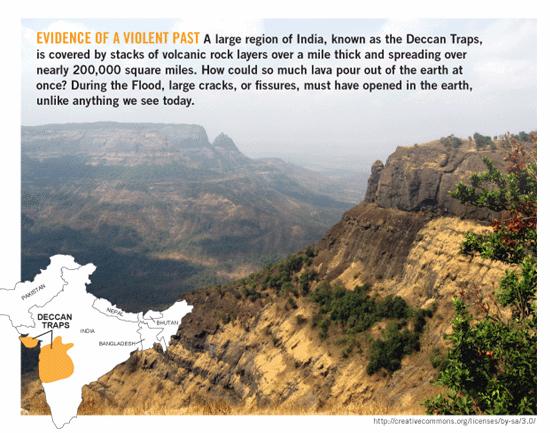 EVIDENCE OF A VIOLENT PAST A large region of India, known as the Deccan Traps,
is covered by stacks of volcanic rock layers over a mile thick and spreading over
nearly 200,000 square miles. How could so much lava pour out of the earth at
once? During the Flood, large cracks, or fissures, must have opened in the earth,
unlike anything we see today.
PAKISTAN
NEPAL
BHUTAN
DECCAN
TRAPS
INDIA
BANGLADESH
http://creativecommons.org/licenses/by-sa/3.0/